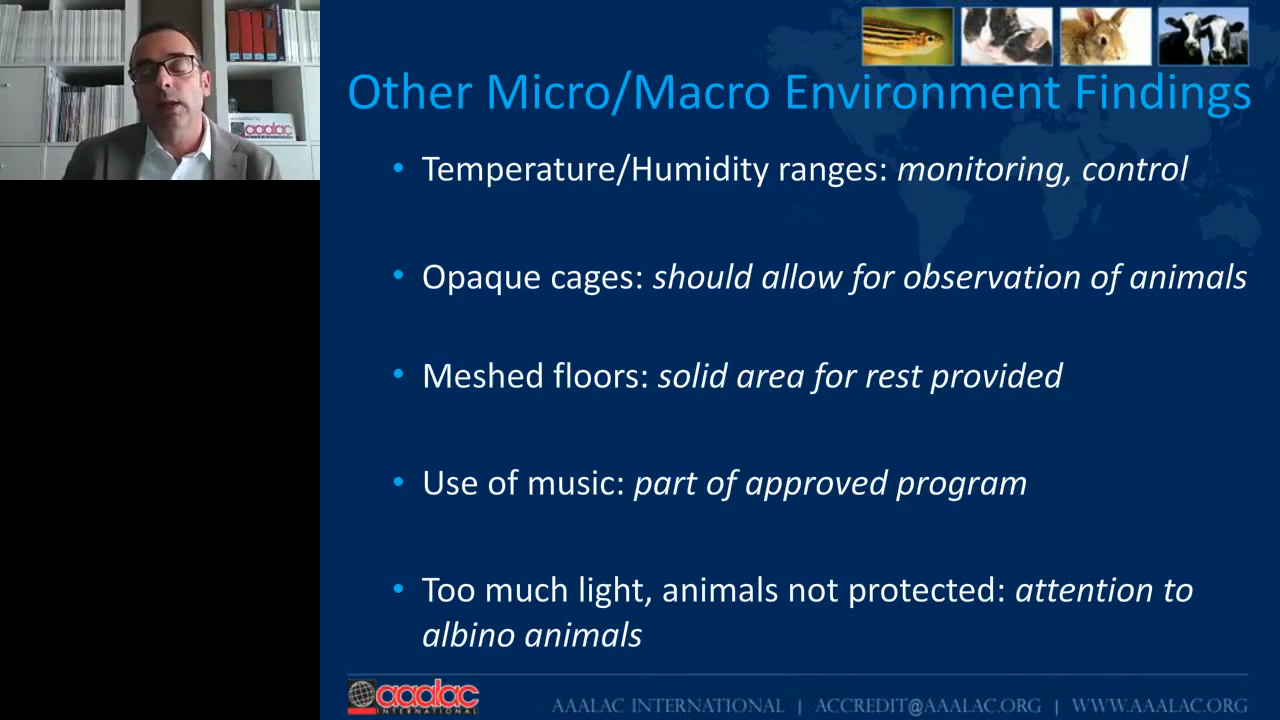 Other Micro/Macro Environment Findings
• Temperature/Humidity ranges: monitoring, control
• Opaque cages: should allow for observation of animals
• Meshed floors: solid area for rest provided
• Use of music: part of approved program
• Too much light, animals not protected: attention to
albino animals
aaalac
aaalac
INTERNATIONAL
AAALAC INTERNATIONAL | ACCREDIT@AAALAC.ORG | WWW.AAALAC.ORG